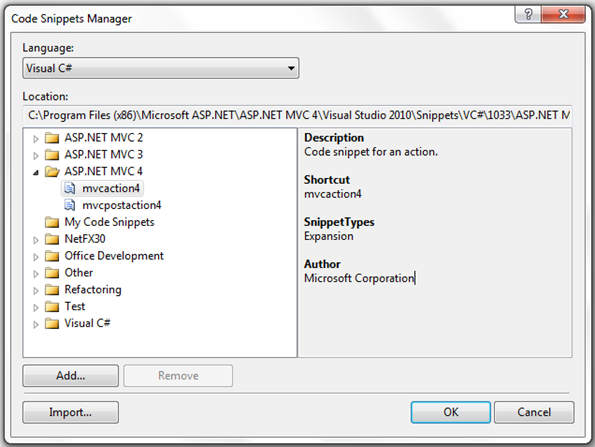 Code Snippets Manager
?
Language:
Visual C#
Location:
C:\Program Files (x86)\Microsoft ASP.NET\ASP.NET MVC 4\Visual Studio 2010\Snippets\VC#\1033\ASP.NET M
ASP.NET MVC 2
ASP.NET MVC 3
ASP.NET MVC 4
mvcaction4
mvcpostaction4
My Code Snippets
NetFX30
Office Development
Other
Refactoring
Test
Visual C#
Description
Code snippet for an action.
Shortcut
mvcaction4
SnippetTypes
Expansion
Author
Microsoft Corporation
Add...
Remove
Import...
OK
Cancel